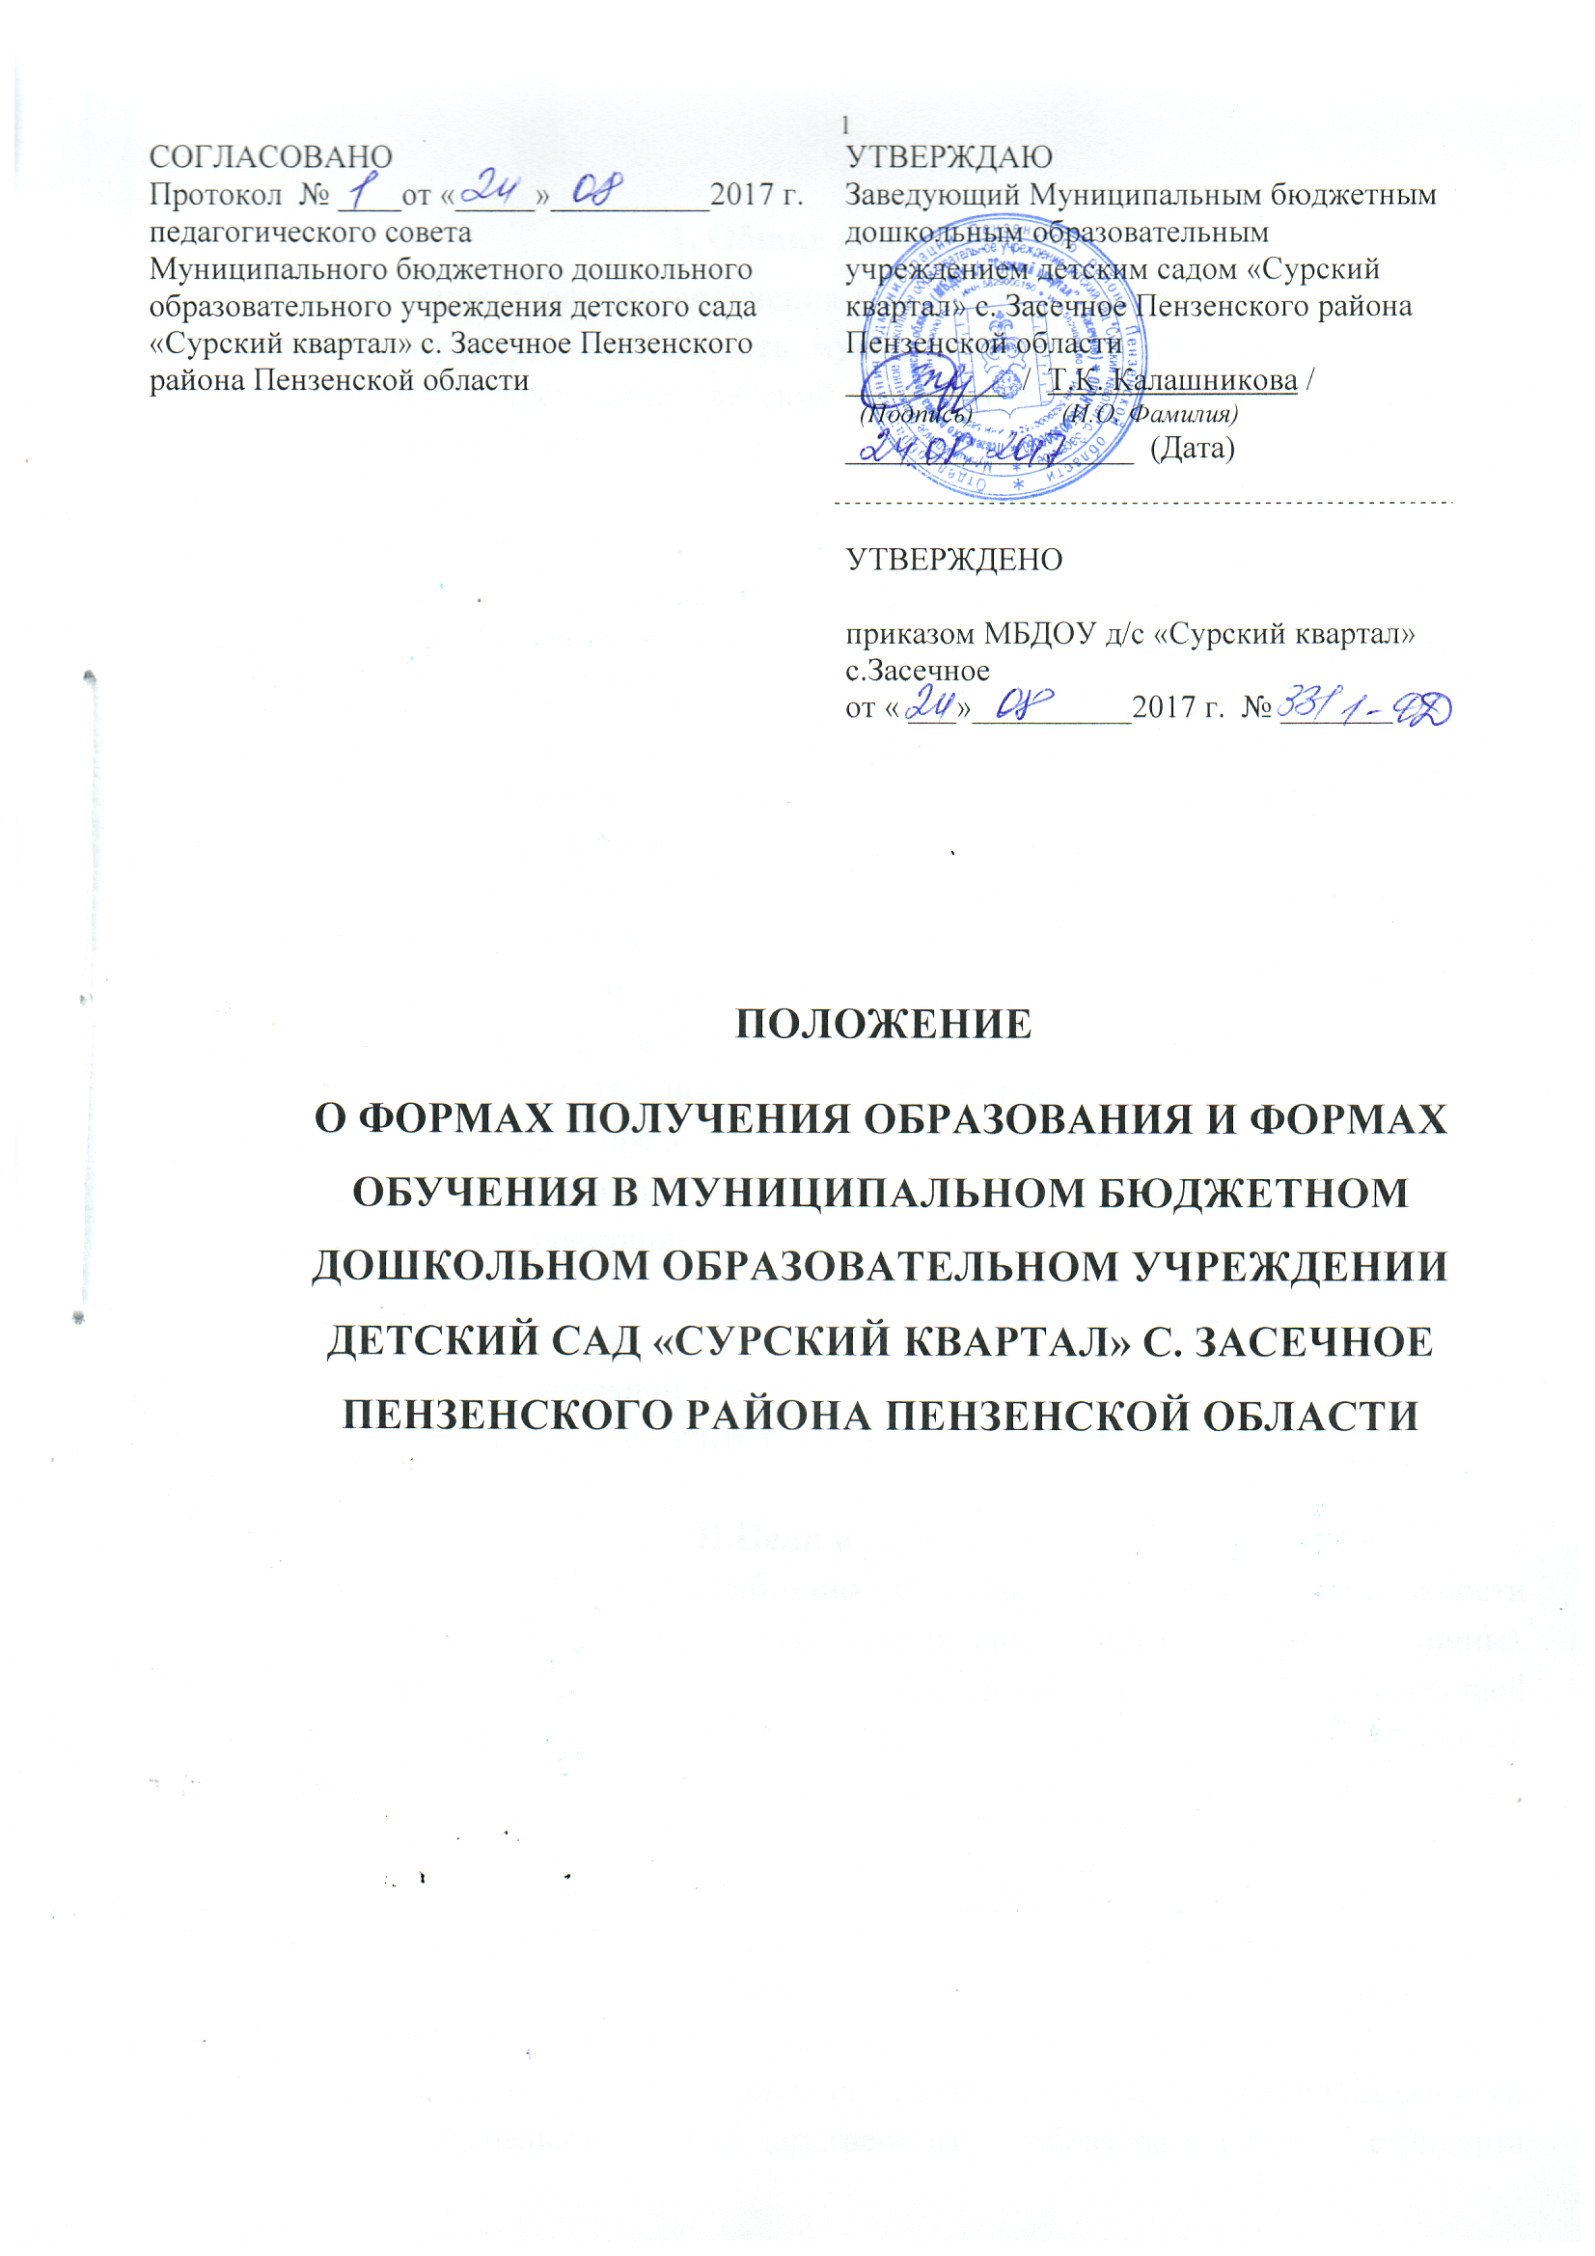 1
СОГЛАСОВАНО
Протокол № 1 от «24» 08 2017 г.
педагогического совета
Муниципального бюджетного дошкольного
образовательного учреждения детского сада
«Сурский квартал» с. Засечное Пензенского
района Пензенской области
УТВЕРЖДАЮ
Заведующий Муниципальным бюджетным
дошкольным образовательным
учреждением детским садом «Сурский
квартал» с. Засечное Пензенского района
Пензенской области
/ Т.К. Калашникова /
(Подпись) (И.О. Фамилия)
24.08.2017 (Дата)
УТВЕРЖДЕНО
приказом МБДОУ д/с «Сурский квартал»
с.Засечное
от «24» 08 2017 г. №
ПОЛОЖЕНИЕ
О ФОРМАХ ПОЛУЧЕНИЯ ОБРАЗОВАНИЯ И ФОРМАХ
ОБУЧЕНИЯ В МУНИЦИПАЛЬНОМ БЮДЖЕТНОМ
ДОШКОЛЬНОМ ОБРАЗОВАТЕЛЬНОМ УЧРЕЖДЕНИИ
ДЕТСКИЙ САД «СУРСКИЙ КВАРТАЛ» С. ЗАСЕЧНОЕ
ПЕНЗЕНСКОГО РАЙОНА ПЕНЗЕНСКОЙ ОБЛАСТИ